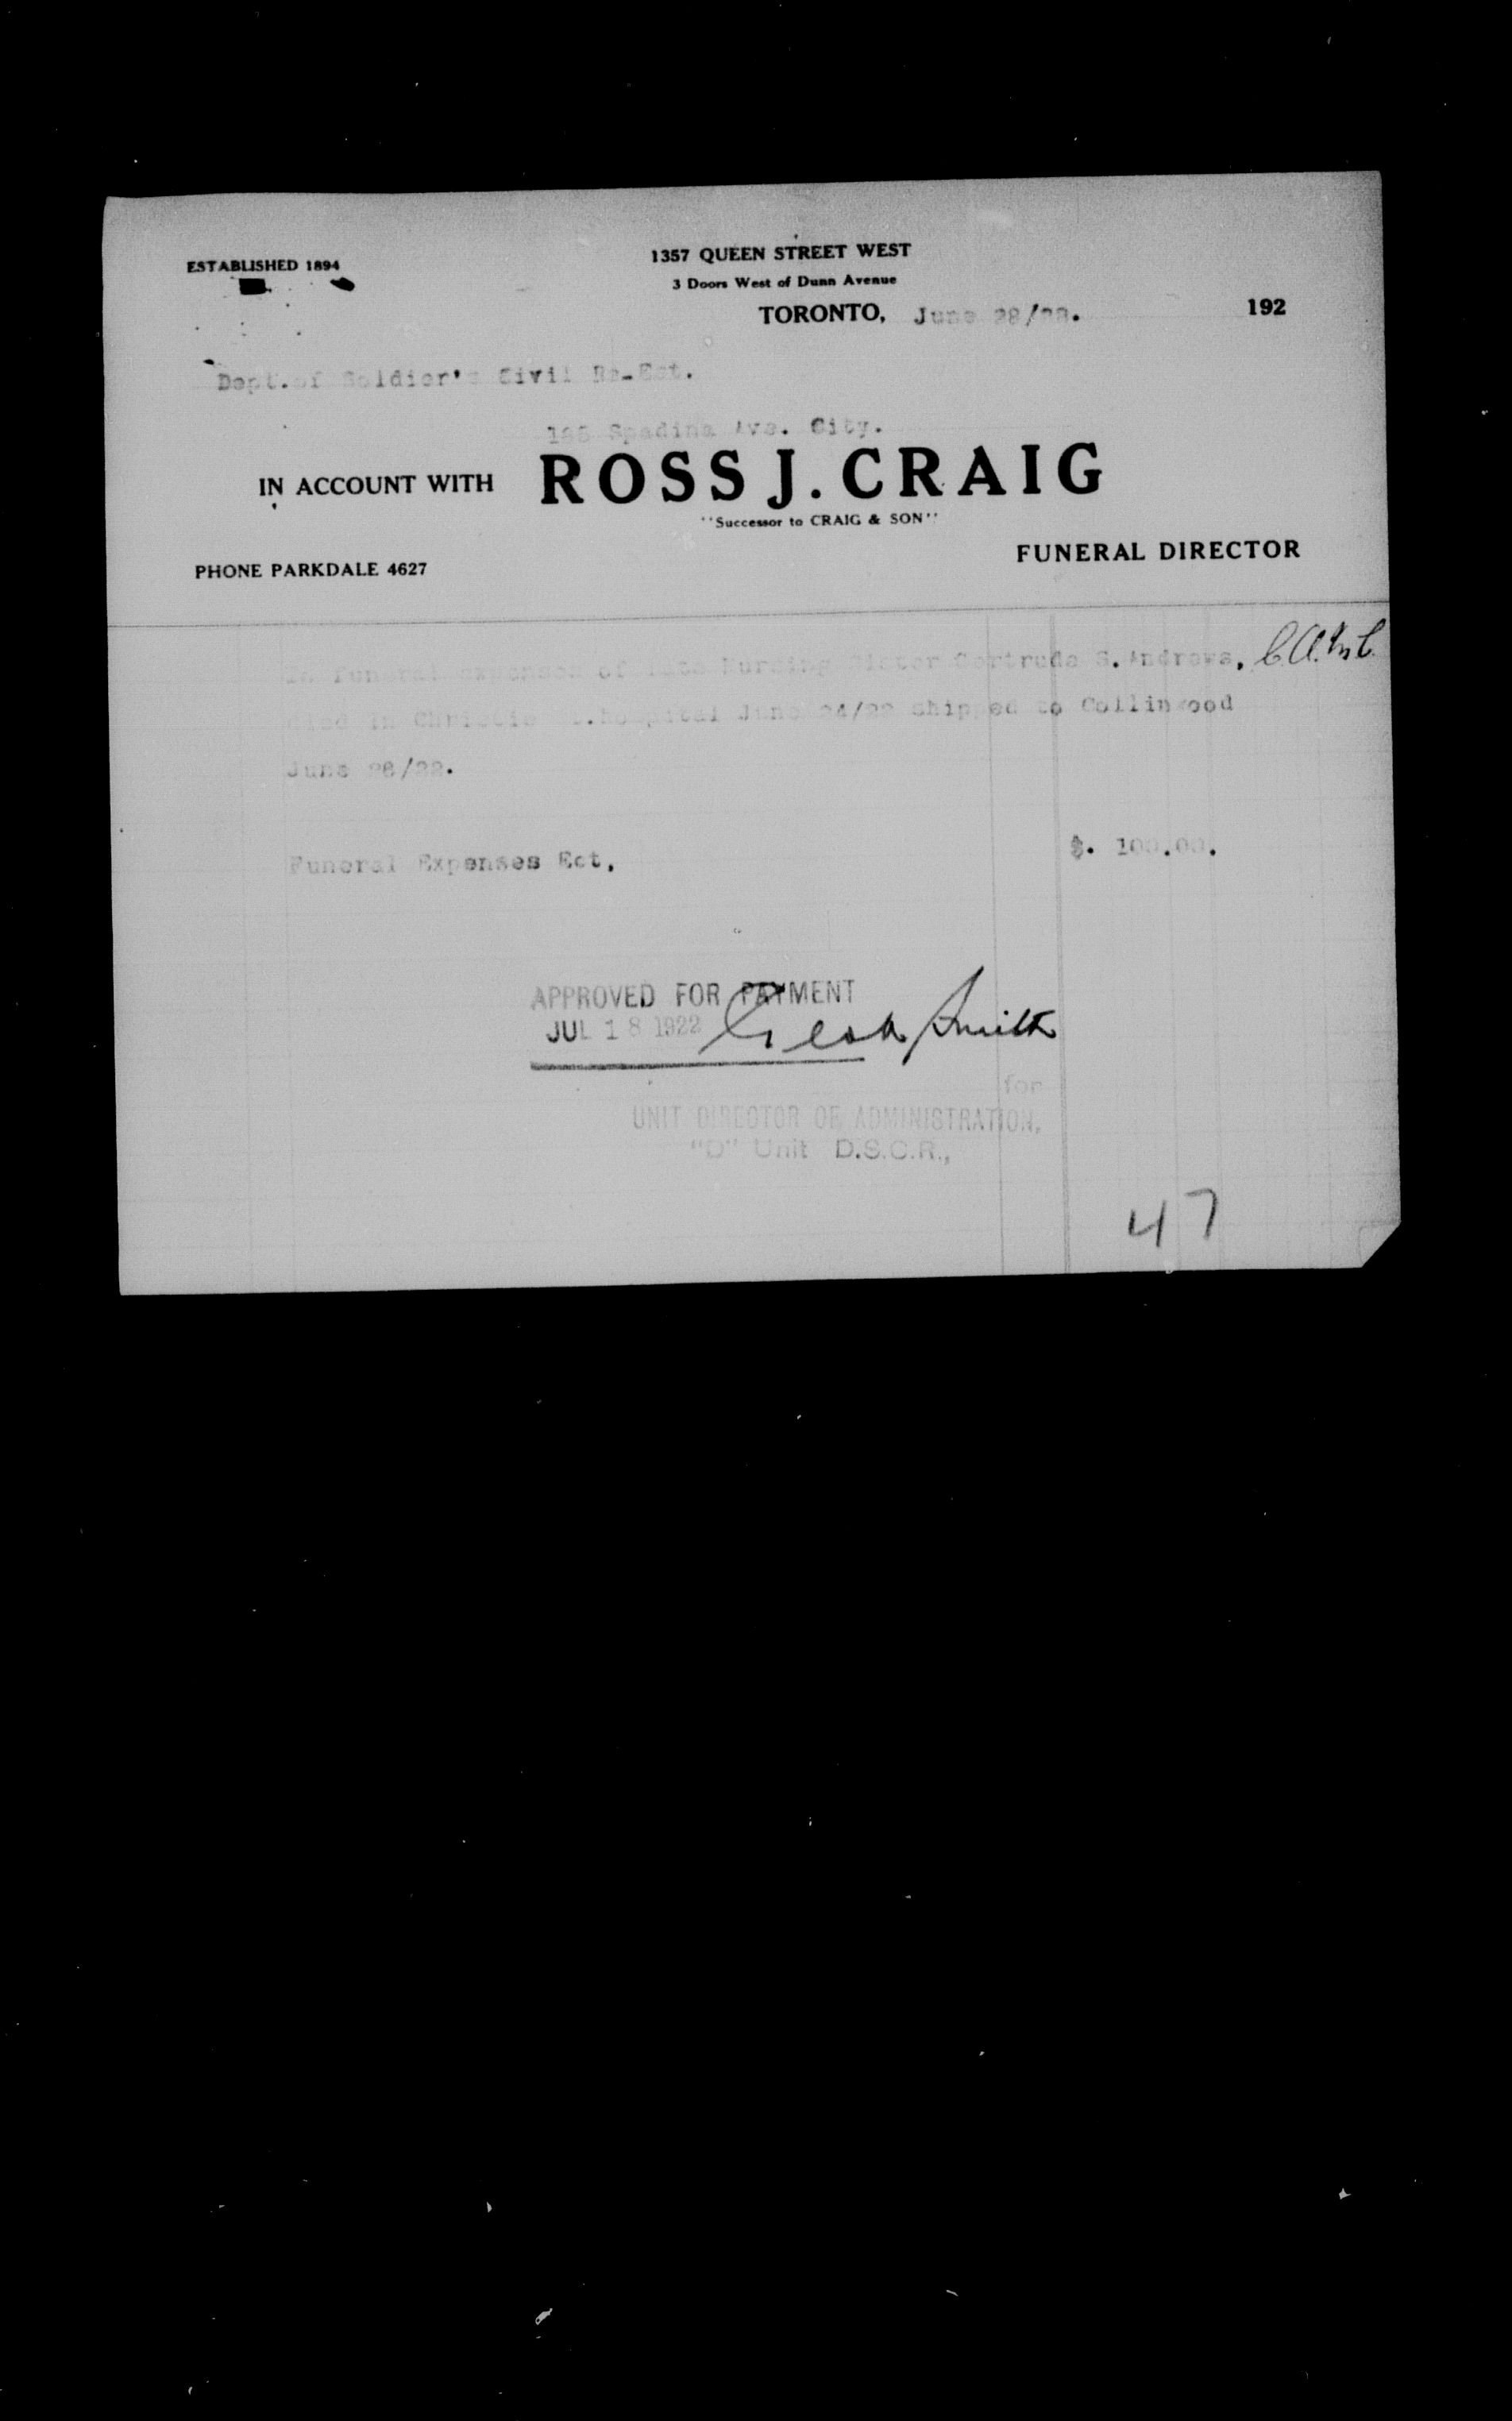 ESTABLISHED 1894
1357 QUEEN STREET WEST
3 Doors West of Dunn Avenue
TORONTO, June 28/22. 192
Dept.of Soldier's Civil Re-Est.
Spadina Ave. City.
IN ACCOUNT WITH ROSS J. CRAIG
"Successor to CRAIG & SON"
PHONE PARKDALE 4627
FUNERAL DIRECTOR
To funeral expenses of late Nursing Sister Gertrude S. Andrews, C.A.M.C.
died in Christie .hospital June 24/22 shipped to Collinwood
June 28/22.
Funeral Expenses Ect, $. 100.00.
APPROVED FOR PAYMENT
JUL 18 1922 Smith
for
UNIT DIRECTOR OF ADMINISTRATION,
"D" Unit D.S.C.R.,
47